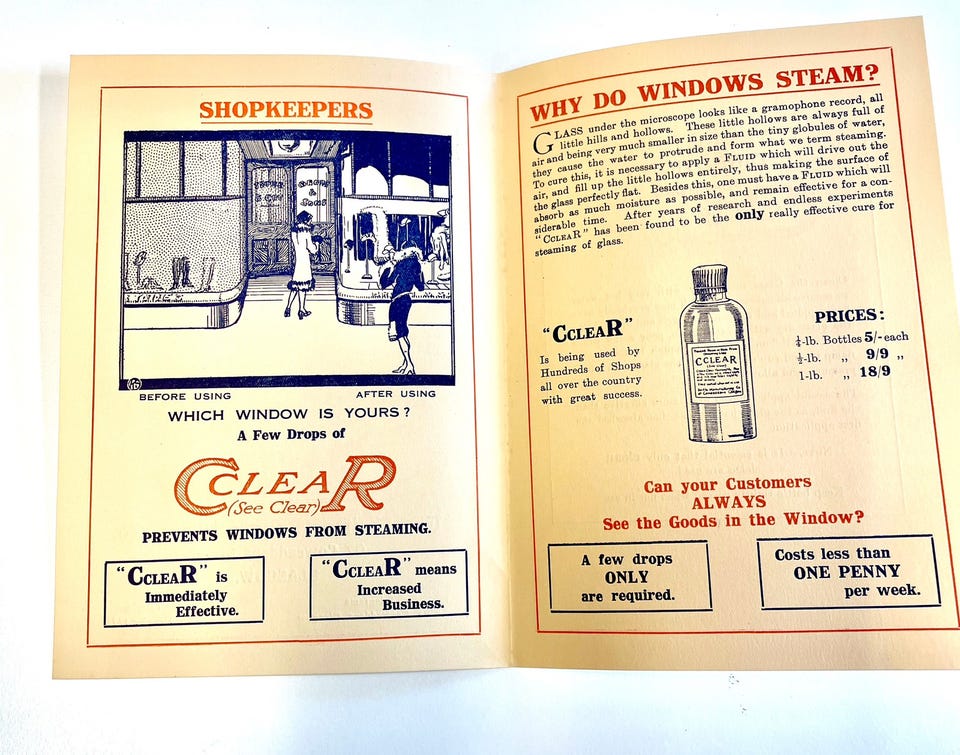 SHOPKEEPERS
BEFORE USING
AFTER USING
WHICH WINDOW IS YOURS?
A Few Drops of
CCLEAR
(See Clear)
PREVENTS WINDOWS FROM STEAMING.
"CCLEAR" is
Immediately
Effective.
"CCLEAR" means
Increased
Business.
WHY DO WINDOWS STEAM?
GLASS under the microscope looks like a gramophone record, all
little hills and hollows. These little hollows are always full of
air and being very much smaller in size than the tiny globules of water,
they cause the water to protrude and form what we term steaming.
To cure this, it is necessary to apply a FLUID which will drive out the
air, and fill up the little hollows entirely, thus making the surface of
the glass perfectly flat. Besides this, one must have a FLUID which will
absorb as much moisture as possible, and remain effective for a con-
siderable time. After years of research and endless experiments
"CCLEAR" has been found to be the only really effective cure for
steaming of glass.
"CCLEAR"
Is being used by
Hundreds of Shops
all over the country
with great success.
CCLEAR
PRICES:
¼-lb. Bottles 5/- each
½-lb. „ 9/9 „
1-lb. „ 18/9
Can your Customers
ALWAYS
See the Goods in the Window?
A few drops
ONLY
are required.
Costs less than
ONE PENNY
per week.